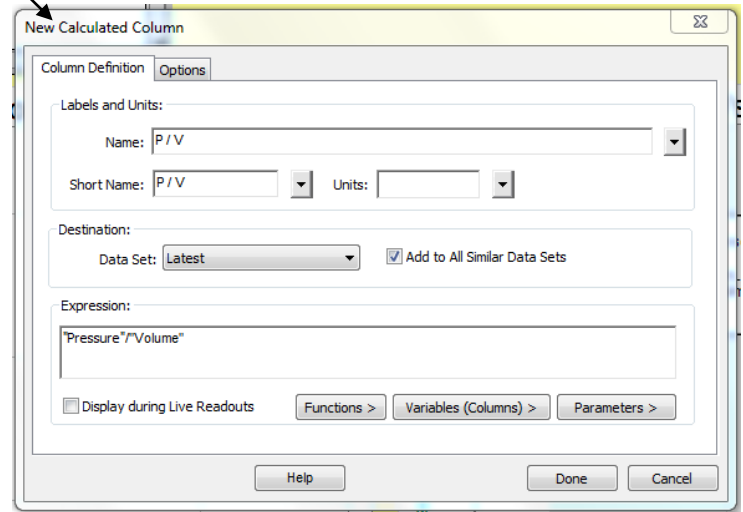 New Calculated Column
Column Definition Options
Labels and Units:
Name: P / V
Short Name: P / V Units:
Destination:
Data Set: Latest Add to All Similar Data Sets
Expression:
"Pressure"/"Volume"
Display during Live Readouts Functions > Variables (Columns) > Parameters >
Help Done Cancel